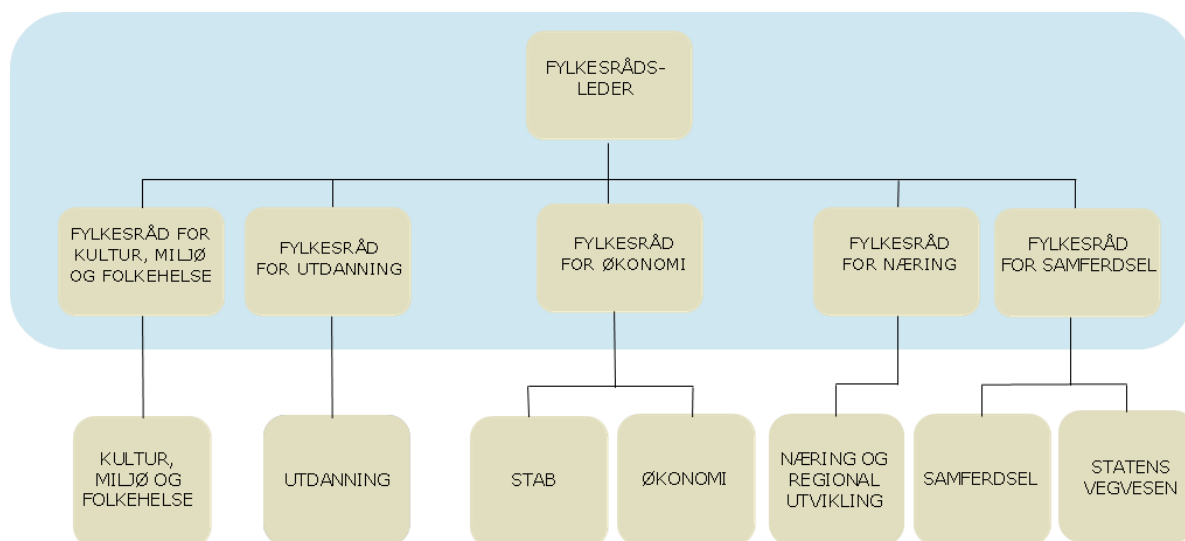 FYLKESRÅDS-
LEDER
FYLKESRÅD FOR
KULTUR, MILJØ
OG FOLKEHELSE
FYLKESRÅD
FOR UTDANNING
FYLKESRÅD
FOR ØKONOMI
FYLKESRÅD
FOR NÆRING
FYLKESRÅD
FOR SAMFERDSEL
KULTUR,
MILJØ OG
FOLKEHELSE
UTDANNING
STAB
ØKONOMI
NÆRING OG
REGIONAL
UTVIKLING
SAMFERDSEL
STATENS
VEGVESEN